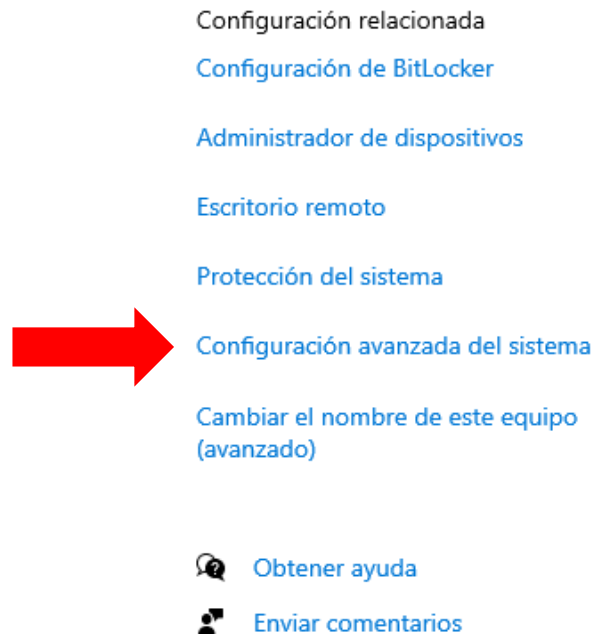 Configuración relacionada
Configuración de BitLocker
Administrador de dispositivos
Escritorio remoto
Protección del sistema
Configuración avanzada del sistema
Cambiar el nombre de este equipo
(avanzado)
Obtener ayuda
Enviar comentarios